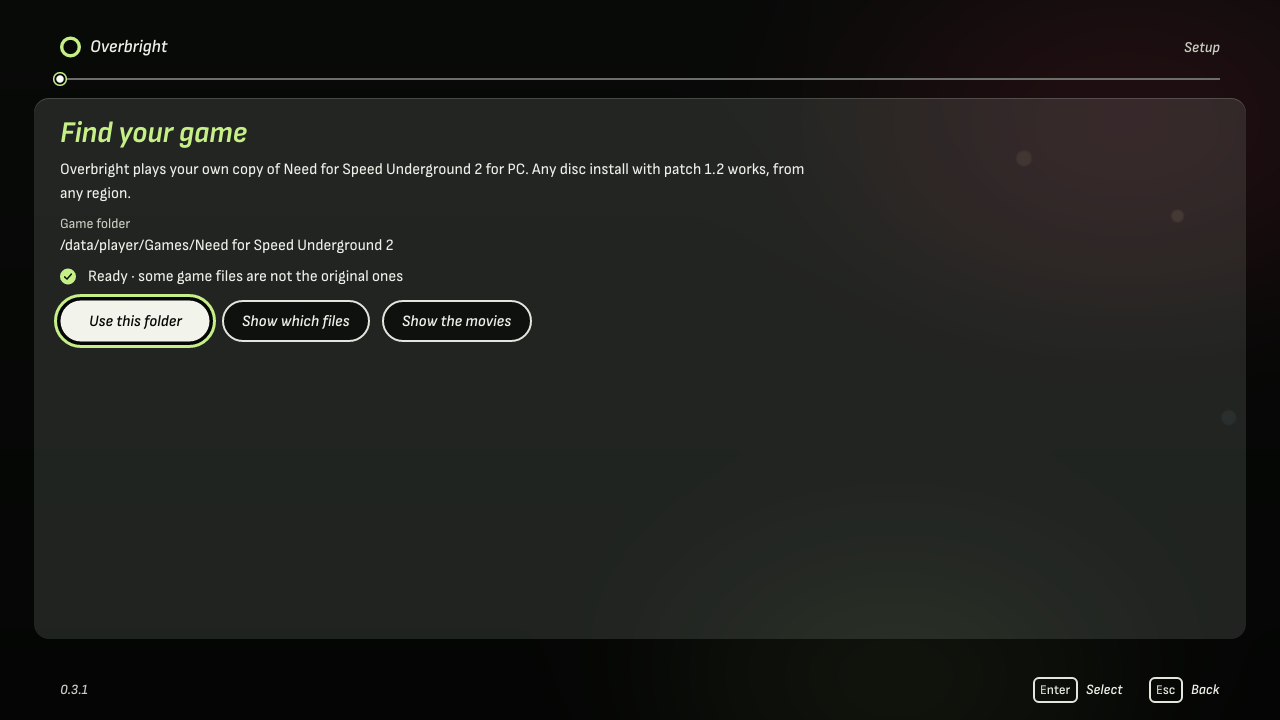 Overbright
Setup
Find your game
Overbright plays your own copy of Need for Speed Underground 2 for PC. Any disc install with patch 1.2 works, from
any region.
Game folder
/data/player/Games/Need for Speed Underground 2
Ready · some game files are not the original ones
Use this folder
Show which files
Show the movies
0.3.1
Enter Select
Esc Back